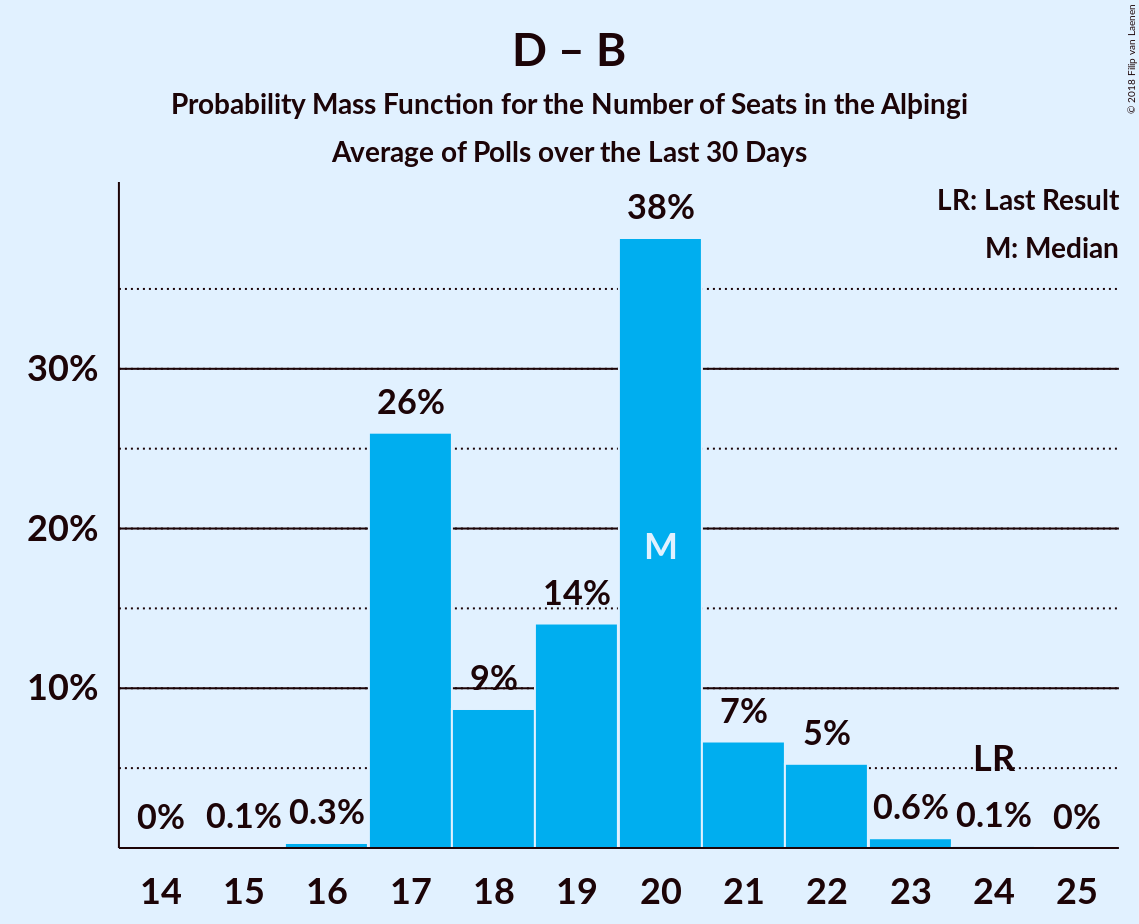 D – B
Probability Mass Function for the Number of Seats in the Alþingi
Average of Polls over the Last 30 Days
© 2018 Filip van Laenen
LR: Last Result
M: Median
38%
30%
26%
20%
M
14%
10%
9%
7%
5%
LR
0%
0.1%
0.3%
0.6%
0.1%
0%
14 15 16 17 18 19 20 21 22 23 24 25